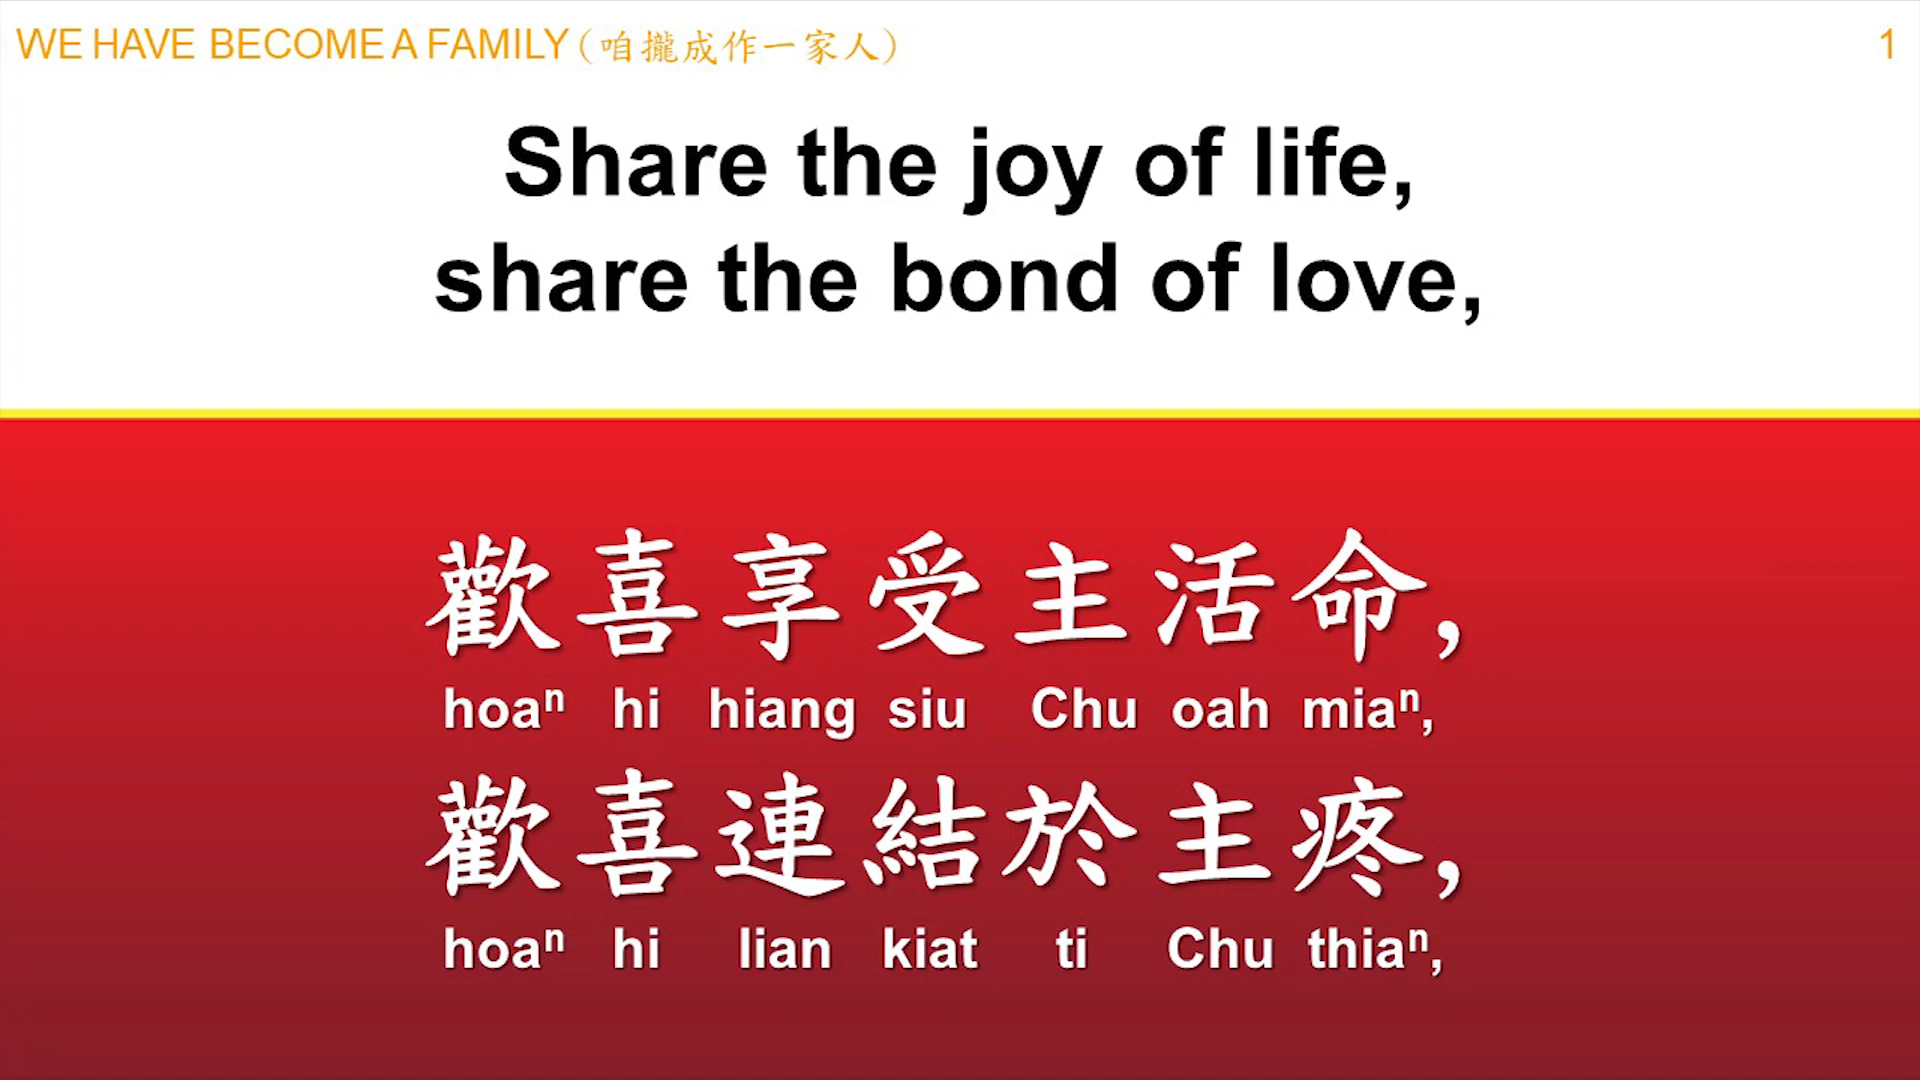 WE HAVE BECOME A FAMILY (咱攏成作一家人)
1
Share the joy of life,
share the bond of love,
歡喜享受主活命,
hoaⁿ hi hiang siu Chu oah miaⁿ,
歡喜連結於主疼,
hoaⁿ hi lian kiat ti Chu thiaⁿ,